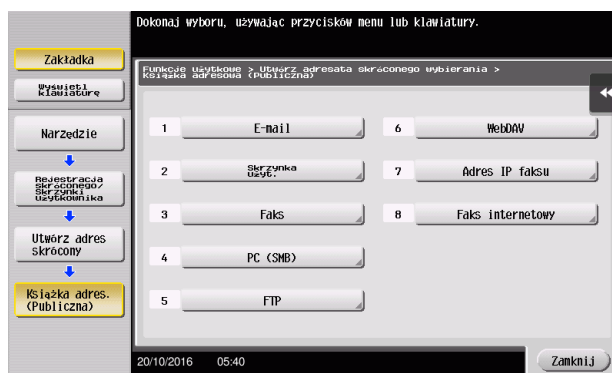 Dokonaj wyboru, używając przycisków menu lub klawiatury.
Zakładka
Wyświetl
klawiaturę
Funkcje użytkowe > Utwórz adresata skróconego wybierania >
Książka adresowa (Publiczna)
Narzędzie
Rejestracja
skróconego/
Skrzynki
użytkownika
Utwórz adres
skrócony
Książka adres.
(Publiczna)
1 E-mail
2 Skrzynka
użyt.
3 Faks
4 PC (SMB)
5 FTP
6 WebDAV
7 Adres IP faksu
8 Faks internetowy
20/10/2016 05:40
Zamknij